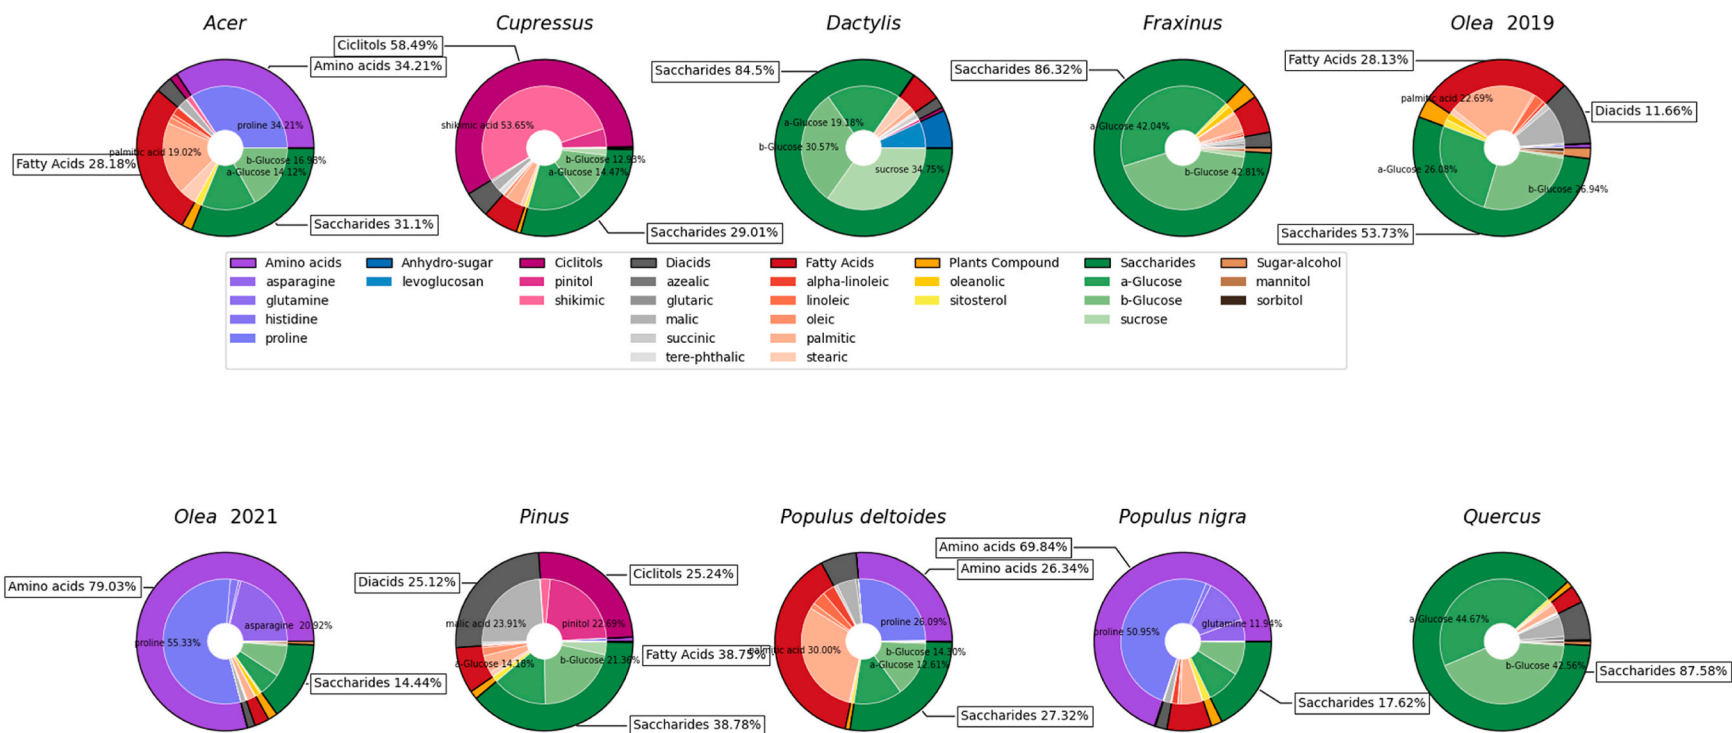 Acer
Cupressus
Dactylis
Fraxinus
Olea 2019
Amino acids 34.21%
Fatty Acids 28.18%
Saccharides 31.1%
proline 34.21%
palmitic acid 19.02%
b-Glucose 16.98%
a-Glucose 14.12%
Ciclitols 58.49%
Saccharides 29.01%
shikimic acid 53.65%
b-Glucose 12.93%
a-Glucose 14.47%
Saccharides 84.5%
a-Glucose 19.18%
b-Glucose 30.57%
sucrose 34.75%
Saccharides 86.32%
a-Glucose 42.04%
b-Glucose 42.81%
Fatty Acids 28.13%
Diacids 11.66%
Saccharides 53.73%
palmitic acid 22.69%
a-Glucose 26.08%
b-Glucose 26.94%
Amino acids
asparagine
glutamine
histidine
proline
Anhydro-sugar
levoglucosan
Ciclitols
pinitol
shikimic
Diacids
azealic
glutaric
malic
succinic
tere-phthalic
Fatty Acids
alpha-linoleic
linoleic
oleic
palmitic
stearic
Plants Compound
oleanolic
sitosterol
Saccharides
a-Glucose
b-Glucose
sucrose
Sugar-alcohol
mannitol
sorbitol
Olea 2021
Pinus
Populus deltoides
Populus nigra
Quercus
Amino acids 79.03%
Saccharides 14.44%
proline 55.33%
asparagine 20.92%
Diacids 25.12%
Ciclitols 25.24%
Saccharides 38.78%
malic acid 23.91%
pinitol 22.69%
a-Glucose 14.18%
b-Glucose 21.36%
Amino acids 26.34%
Fatty Acids 38.75%
Saccharides 27.32%
proline 26.09%
palmitic acid 30.00%
b-Glucose 14.30%
a-Glucose 12.61%
Amino acids 69.84%
Saccharides 17.62%
proline 50.95%
glutamine 11.94%
Saccharides 87.58%
a-Glucose 44.67%
b-Glucose 42.56%